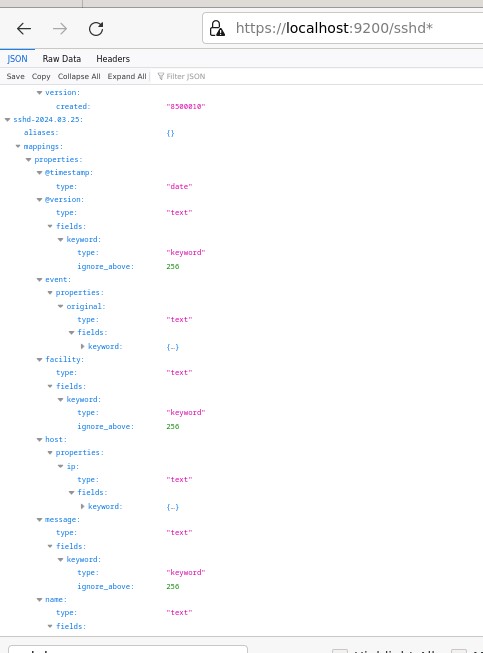 https://localhost:9200/sshd*
JSON Raw Data Headers
Save Copy Collapse All Expand All Filter JSON
version:
created: "8500010"
sshd-2024.03.25:
aliases: {}
mappings:
properties:
@timestamp:
type: "date"
@version:
type: "text"
fields:
keyword:
type: "keyword"
ignore_above: 256
event:
properties:
original:
type: "text"
fields:
keyword: {…}
facility:
type: "text"
fields:
keyword:
type: "keyword"
ignore_above: 256
host:
properties:
ip:
type: "text"
fields:
keyword: {…}
message:
type: "text"
fields:
keyword:
type: "keyword"
ignore_above: 256
name:
type: "text"
fields: